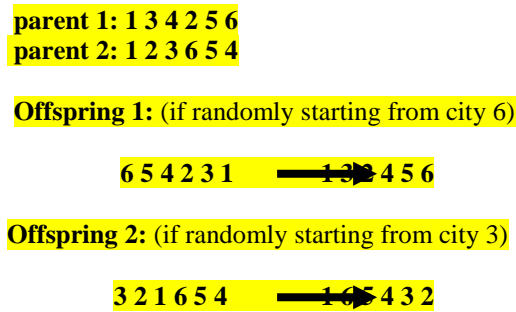 parent 1: 1 3 4 2 5 6
parent 2: 1 2 3 6 5 4
Offspring 1: (if randomly starting from city 6)
6 5 4 2 3 1 1 3 2 4 5 6
Offspring 2: (if randomly starting from city 3)
3 2 1 6 5 4 1 6 5 4 3 2